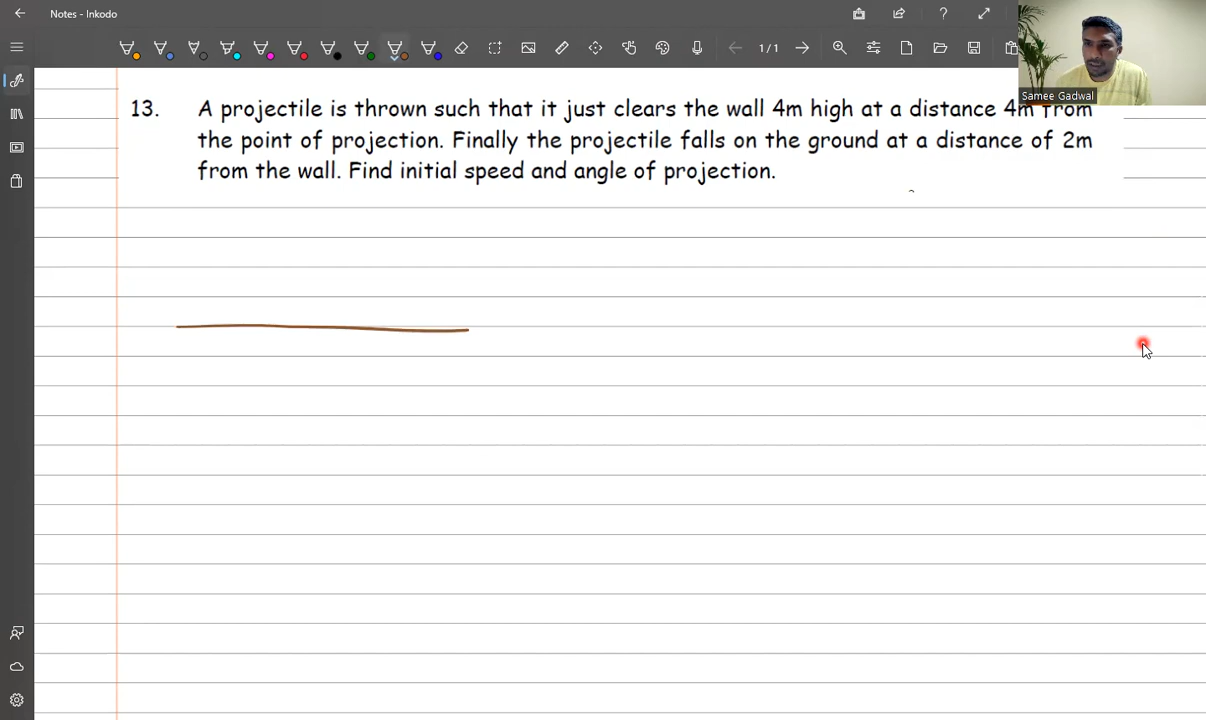 Notes - Inkodo
1/1
Samee Gadwal
13. A projectile is thrown such that it just clears the wall 4m high at a distance 4m from
the point of projection. Finally the projectile falls on the ground at a distance of 2m
from the wall. Find initial speed and angle of projection.